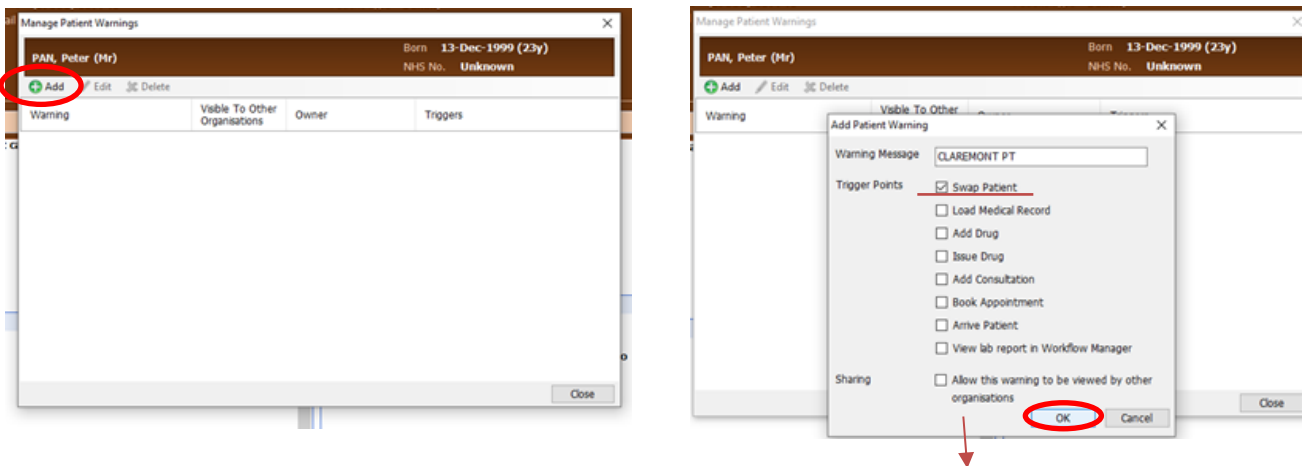 Manage Patient Warnings
PAN, Peter (Mr)
Born 13-Dec-1999 (23y)
NHS No. Unknown
Add Edit Delete
Warning
Visible To Other
Organisations
Owner
Triggers
Close
Manage Patient Warnings
PAN, Peter (Mr)
Born 13-Dec-1999 (23y)
NHS No. Unknown
Add Edit Delete
Warning
Visible To Other
Add Patient Warning
Warning Message CLAREMONT PT
Trigger Points Swap Patient
Load Medical Record
Add Drug
Issue Drug
Add Consultation
Book Appointment
Arrive Patient
View lab report in Workflow Manager
Sharing Allow this warning to be viewed by other
organisations
OK Cancel
Close